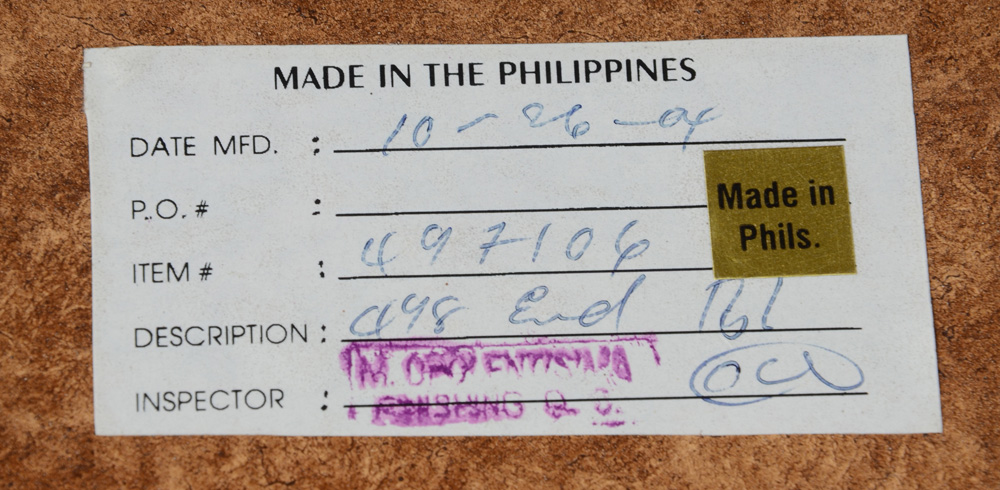 MADE IN THE PHILIPPINES
DATE MFD. : 10 - 26 - 04
P.O. # :
Made in
Phils.
ITEM # : 497106
DESCRIPTION : 498 End Tbl
INSPECTOR :
FINISHING Q. C.